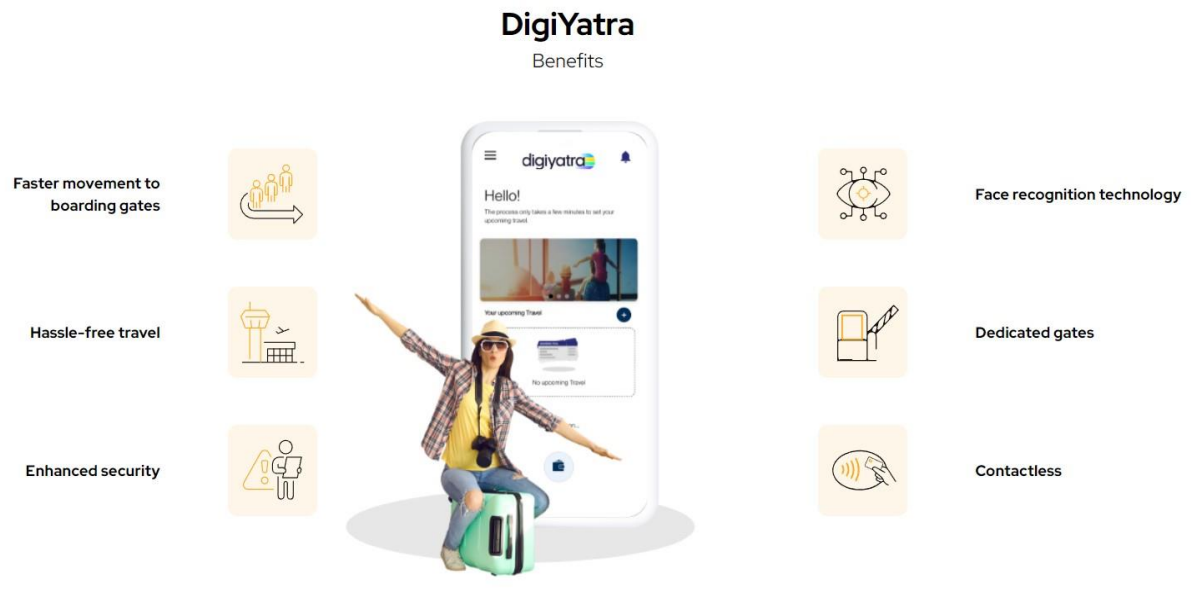 DigiYatra
Benefits
Faster movement to
boarding gates
Hassle-free travel
Enhanced security
digiyatra
Hello!
The process only takes a few minutes to set your
upcoming travel.
Your upcoming Travel
No upcoming Travel
Face recognition technology
Dedicated gates
Contactless